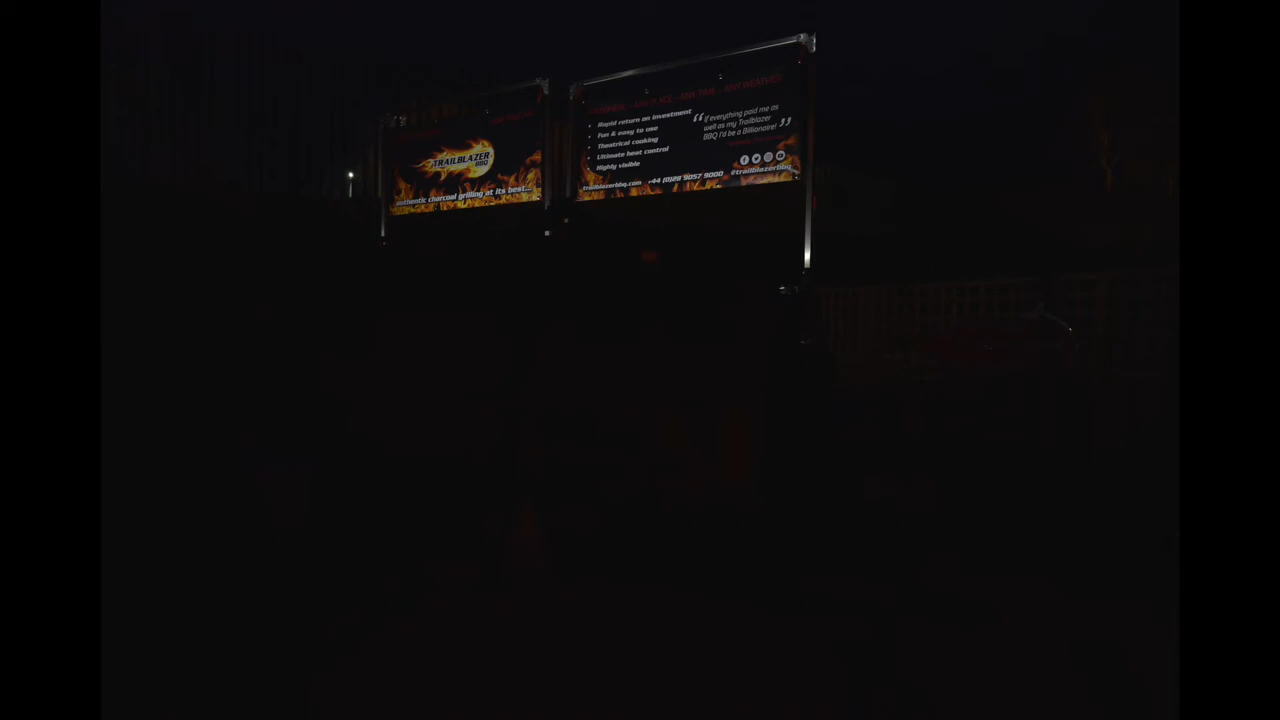 TRAILBLAZER
BBQ
authentic charcoal grilling at its best...
ANY PLACE - ANY TIME - ANY WEATHER
• Rapid return on investment
• Fun & easy to use
• Theatrical cooking
• Ultimate heat control
• Highly visible
“If everything paid me as
well as my Trailblazer
BBQ I'd be a Billionaire!”
trailblazerbbq.com +44 (0)28 9057 9000 @trailblazerbbq